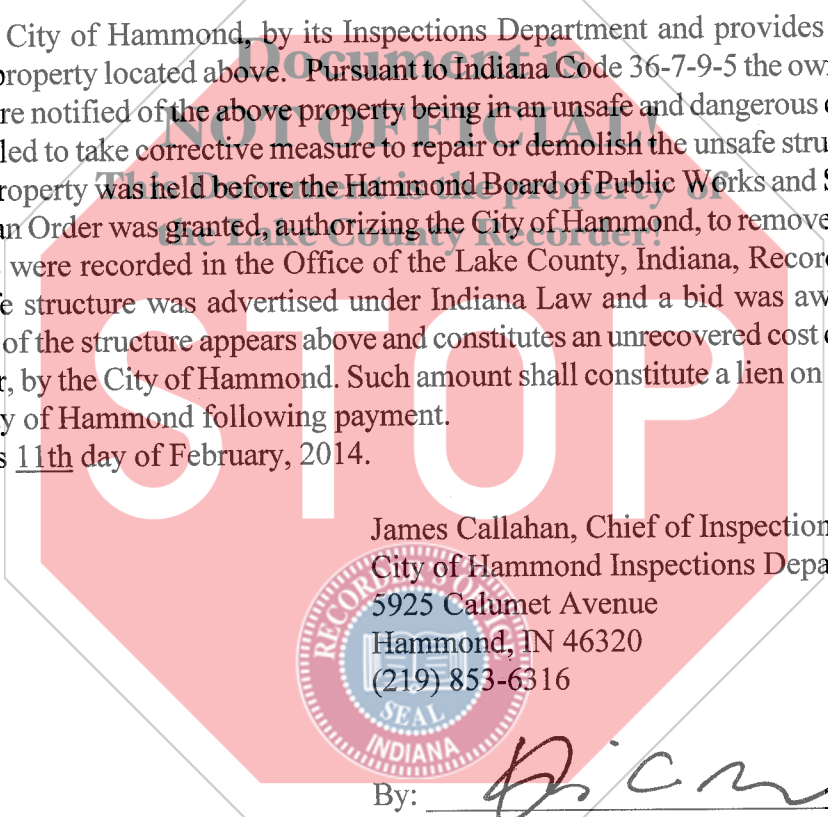 City of Hammond, by its Inspections Department and provides
property located above. Pursuant to Indiana Code 36-7-9-5 the ow
re notified of the above property being in an unsafe and dangerous
led to take corrective measure to repair or demolish the unsafe stru
roperty was held before the Hammond Board of Public Works and S
an Order was granted, authorizing the City of Hammond, to remove
were recorded in the Office of the Lake County, Indiana, Recor
e structure was advertised under Indiana Law and a bid was aw
of the structure appears above and constitutes an unrecovered cost
r, by the City of Hammond. Such amount shall constitute a lien on
y of Hammond following payment.
s 11th day of February, 2014.
Document is
NOT OFFICIAL!
This Document is the property of
the Lake County Recorder!
STOP
James Callahan, Chief of Inspection
City of Hammond Inspections Depa
5925 Calumet Avenue
Hammond, IN 46320
(219) 853-6316
RECORDER'S OFFICE
SEAL
INDIANA
By: